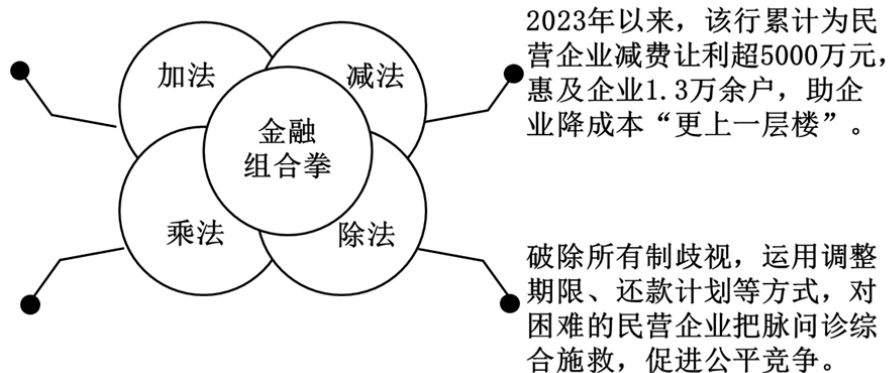 加法
减法
金融
组合拳
乘法
除法
2023年以来，该行累计为民
营企业减费让利超5000万元，
惠及企业1.3万余户，助企
业降成本“更上一层楼”。
破除所有制歧视，运用调整
期限、还款计划等方式，对
困难的民营企业把脉问诊综
合施救，促进公平竞争。